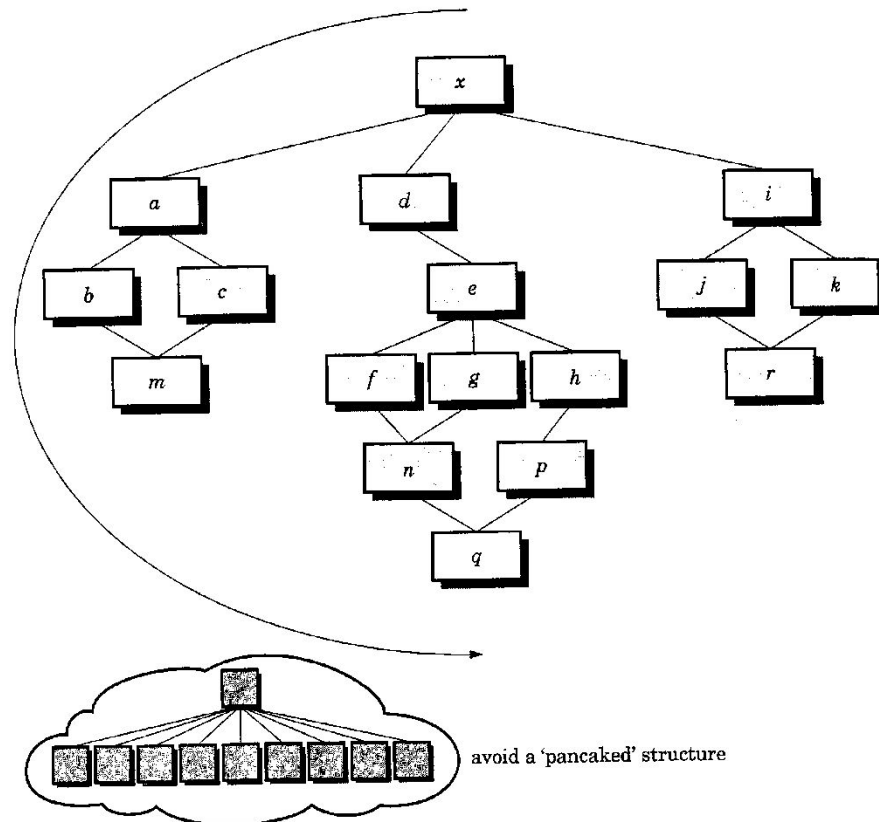 x
a d i
b c e j k
m f g h r
n p
q
avoid a 'pancaked' structure